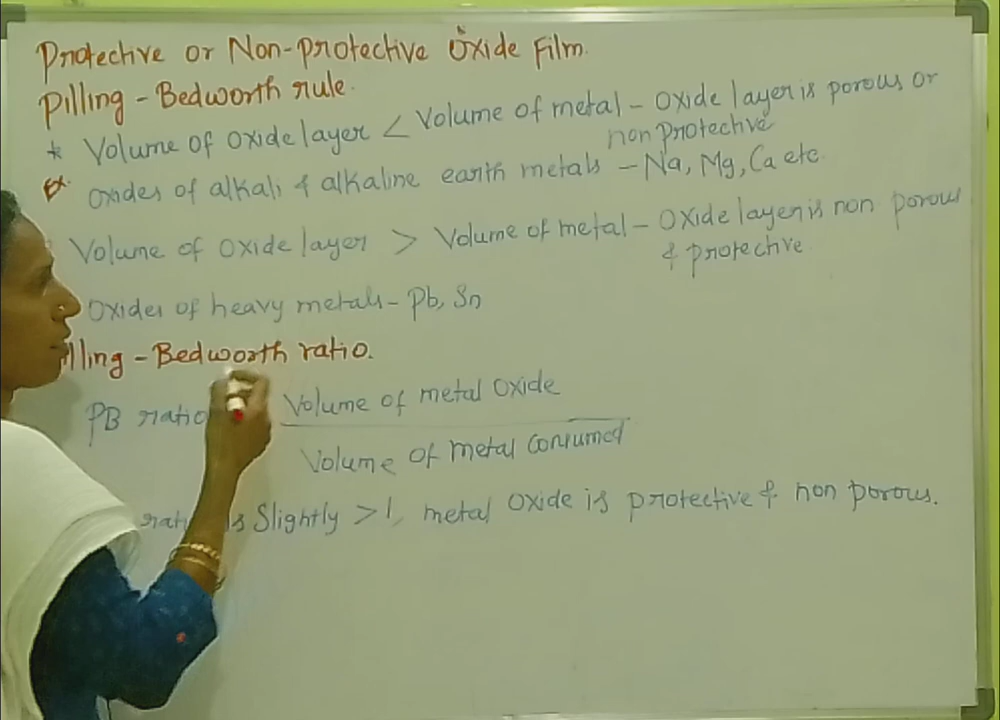 Protective or Non-protective Oxide Film.
Pilling - Bedworth rule.
* Volume of oxide layer < Volume of metal - Oxide layer is porous or
non protective
Ex. Oxides of alkali & alkaline earth metals - Na, Mg, Ca etc
Volume of oxide layer > Volume of metal - Oxide layer is non porous
& protective
Oxides of heavy metals - Pb, Sn
lling - Bedworth ratio.
PB ratio Volume of metal oxide
Volume of metal consumed
rati is Slightly > 1, metal oxide is protective & non porous.